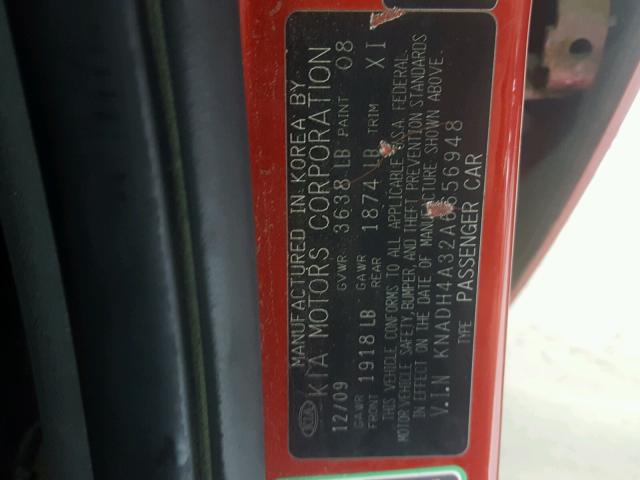 MANUFACTURED IN KOREA BY
KIA MOTORS CORPORATION
12/09 GVWR 3638 LB PAINT 08
GAWR FRONT 1918 LB GAWR REAR 1874 LB TRIM XI
THIS VEHICLE CONFORMS TO ALL APPLICABLE U.S.A. FEDERAL
MOTOR VEHICLE SAFETY, BUMPER, AND THEFT PREVENTION STANDARDS
IN EFFECT ON THE DATE OF MANUFACTURE SHOWN ABOVE.
V.I.N
TYPE PASSENGER CAR
KIA